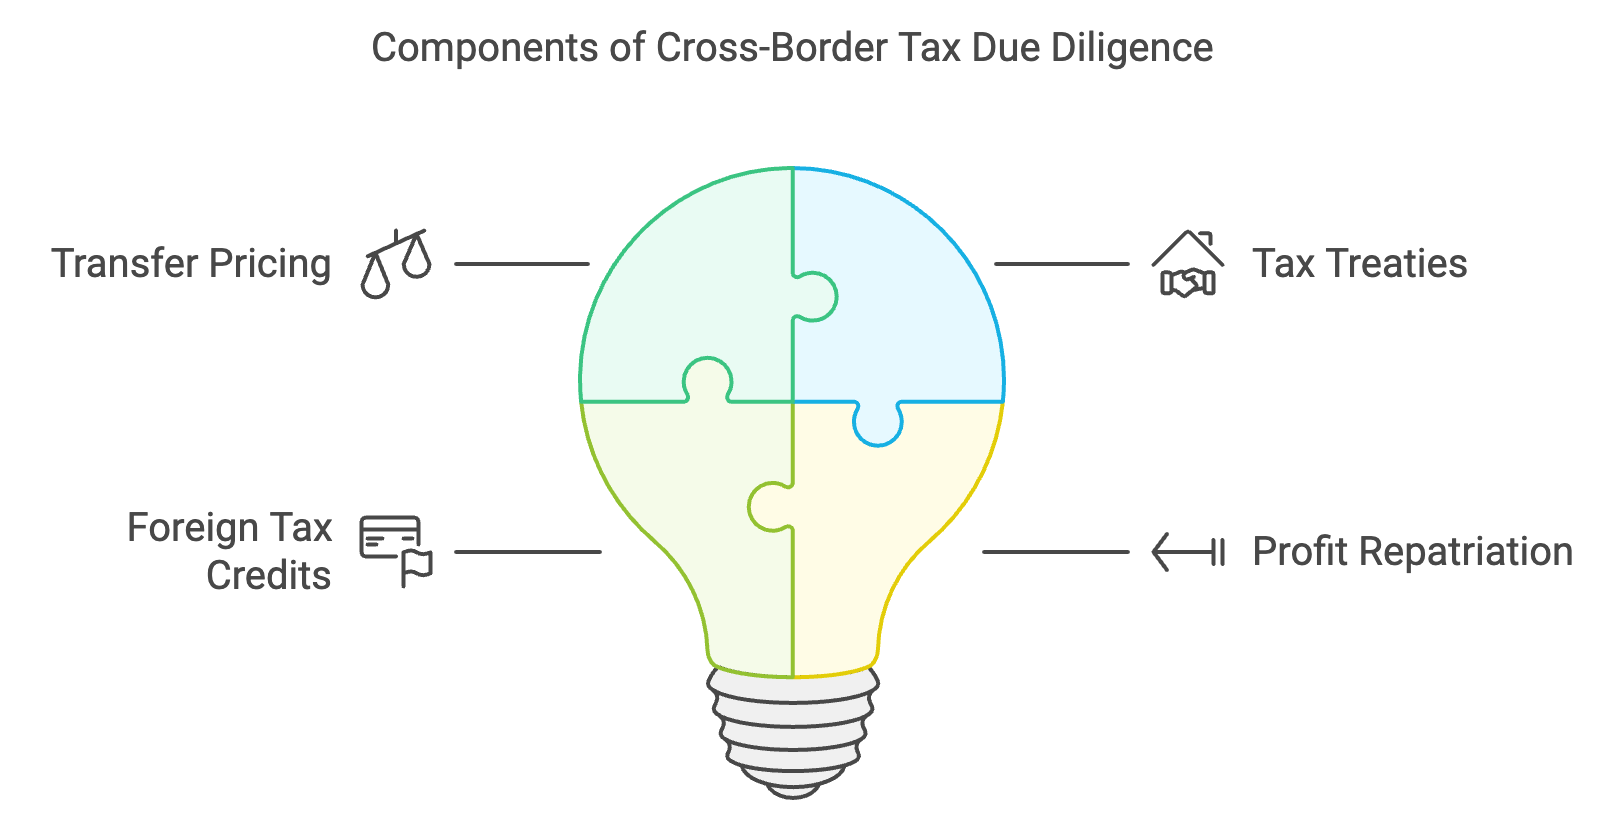 Components of Cross-Border Tax Due Diligence
Transfer Pricing
Tax Treaties
Foreign Tax
Credits
Profit Repatriation